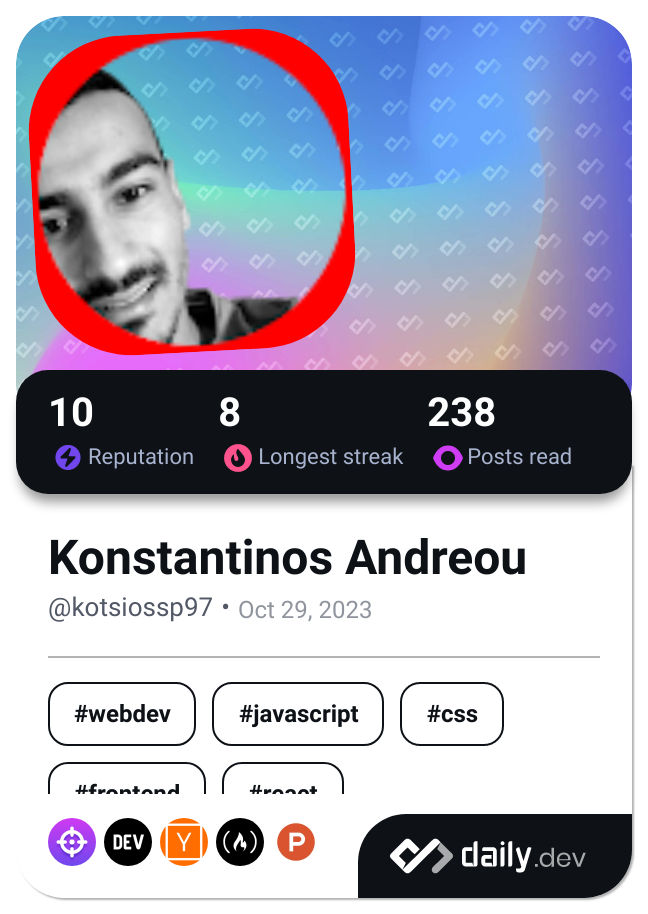 10 8 238
Reputation Longest streak Posts read
Konstantinos Andreou
@kotsiossp97 • Oct 29, 2023
#webdev #javascript #css
#frontend #react
DEV Y P daily.dev